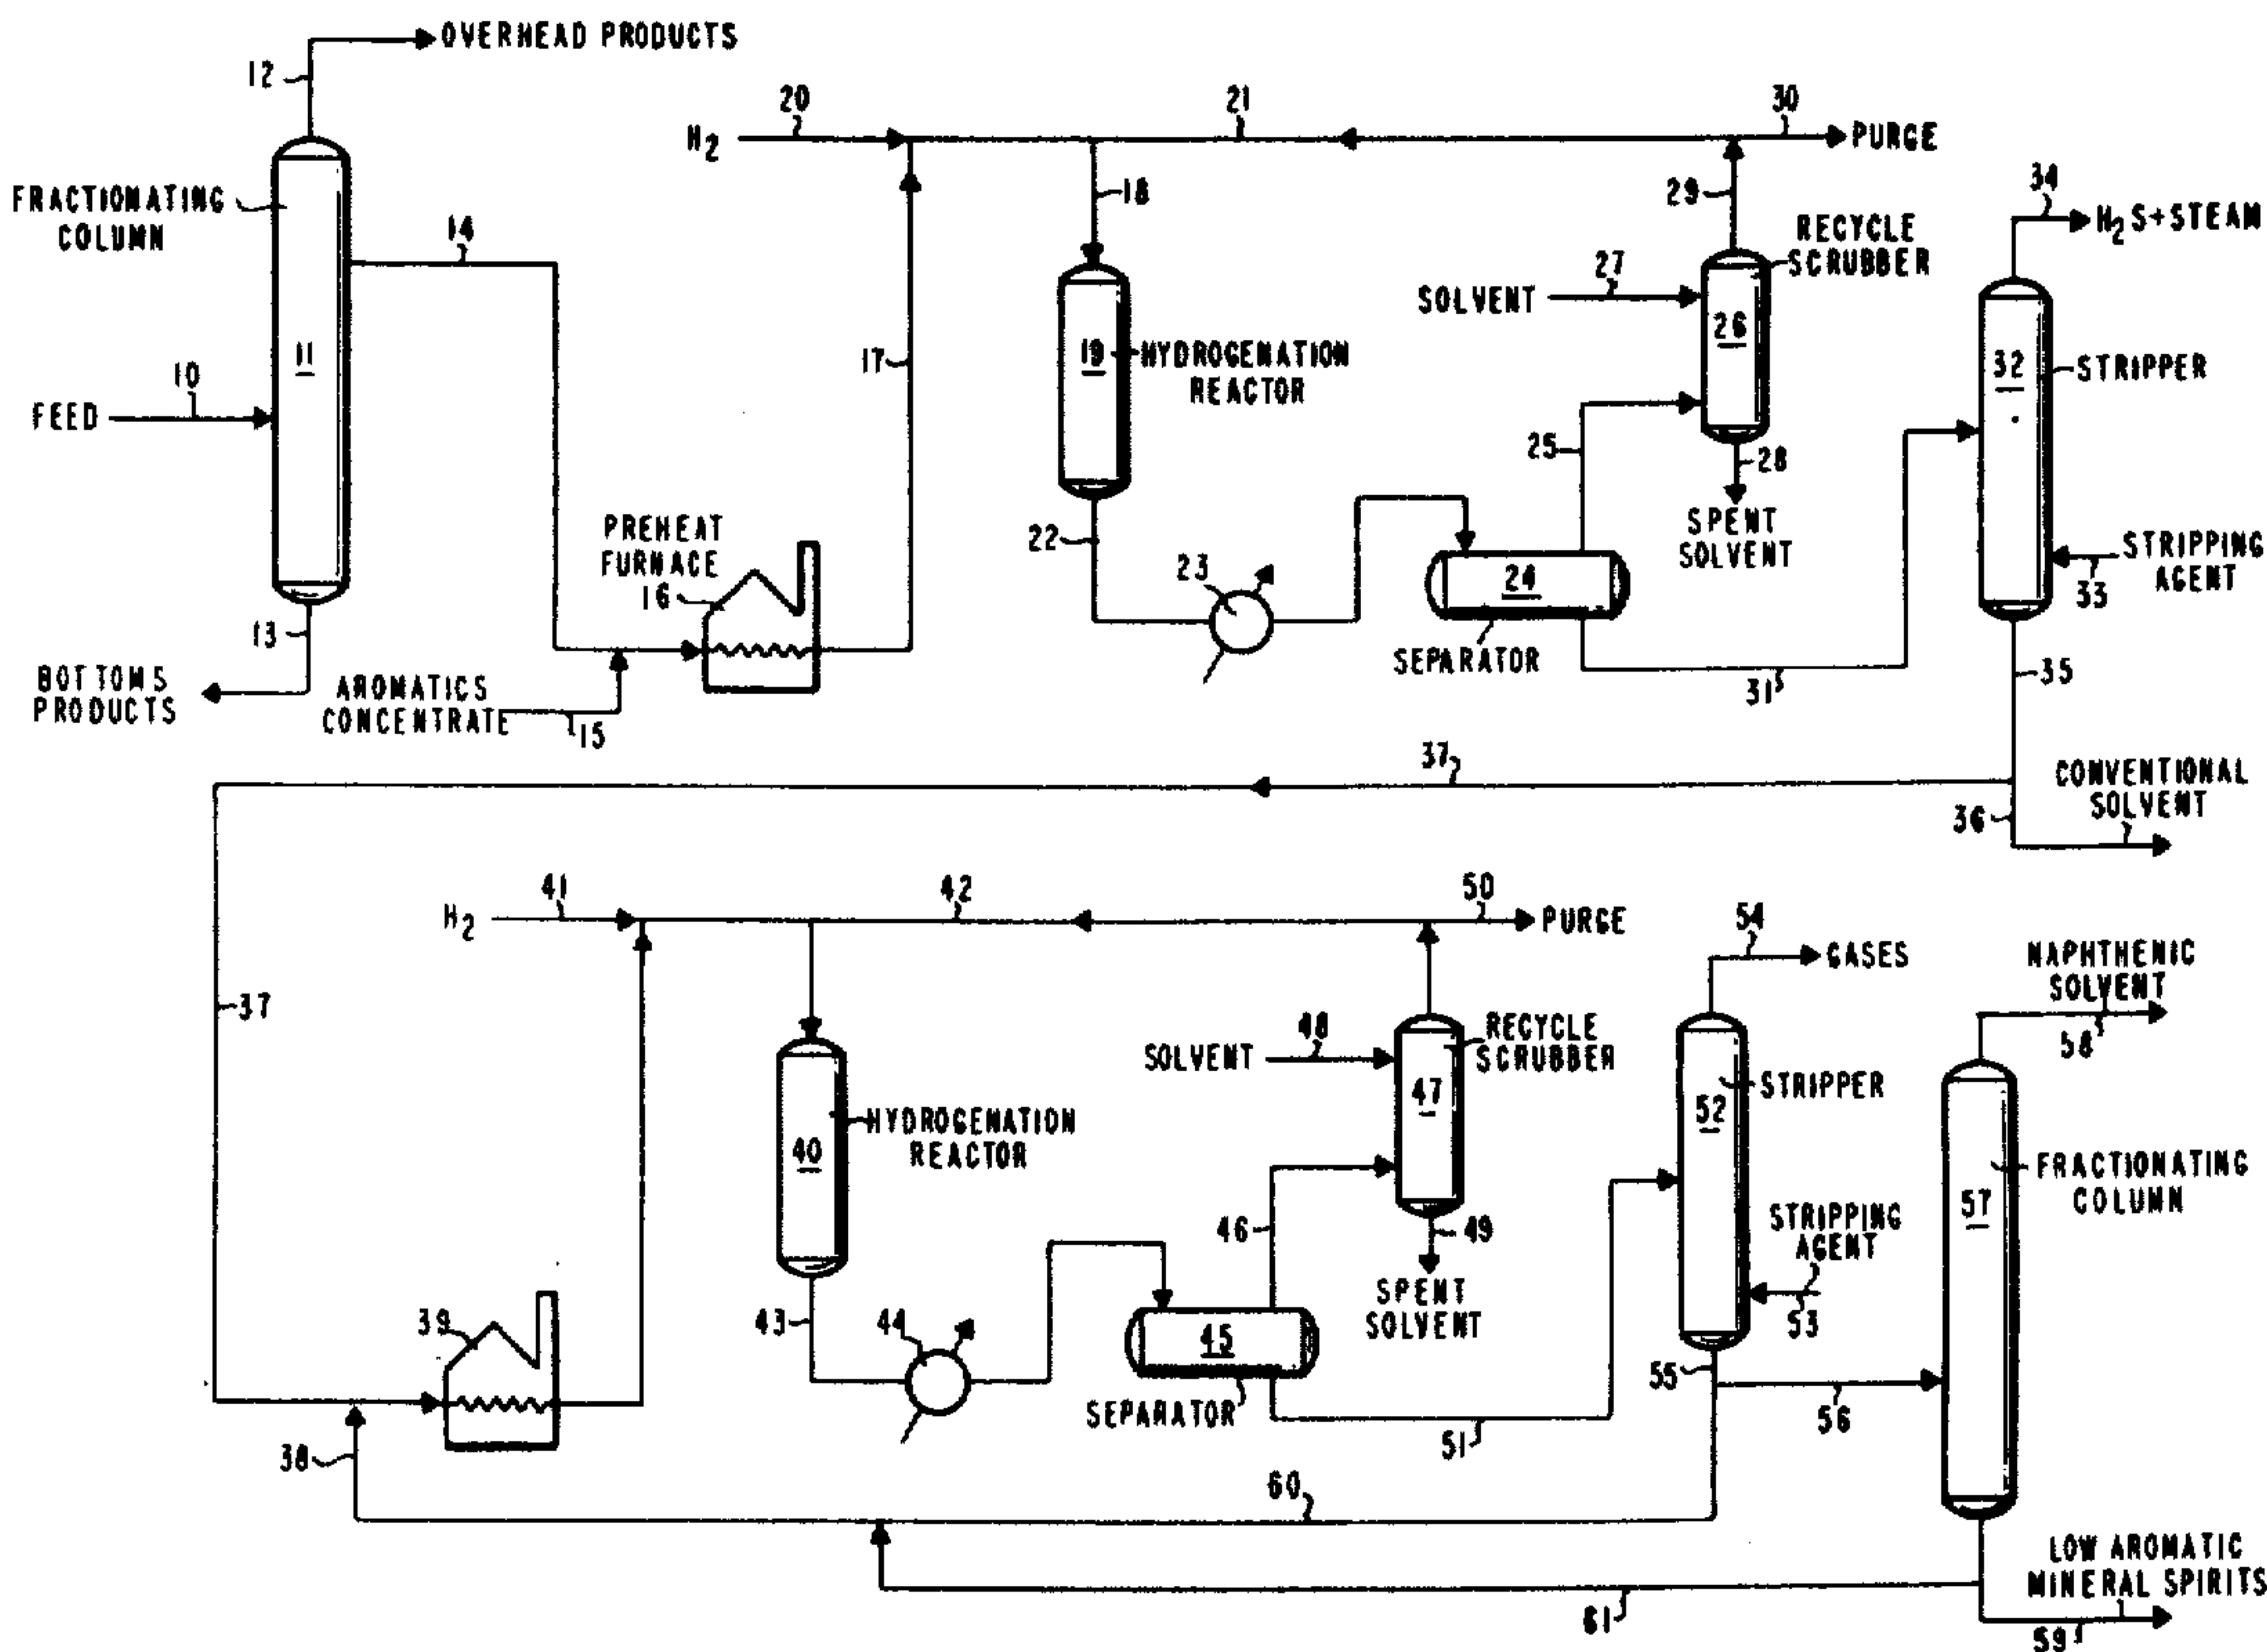 OVERHEAD PRODUCTS
12
20
21
30
H2
PURGE
FRACTIONATING
COLUMN
14
18
29
34
H2S+STEAM
RECYCLE
SCRUBBER
27
SOLVENT
26
11
10
FEED
17
19
HYDROGENATION
REACTOR
32
STRIPPER
25
28
SPENT
SOLVENT
PREHEAT
FURNACE
16
22
23
24
STRIPPING
AGENT
33
13
SEPARATOR
31
35
BOTTOMS
PRODUCTS
AROMATICS
CONCENTRATE
15
37
CONVENTIONAL
SOLVENT
36
41
42
50
H2
PURGE
54
GASES
NAPHTHENIC
SOLVENT
58
37
48
SOLVENT
RECYCLE
SCRUBBER
47
STRIPPER
52
HYDROGENATION
REACTOR
40
FRACTIONATING
COLUMN
57
46
49
SPENT
SOLVENT
STRIPPING
AGENT
53
39
43
44
45
SEPARATOR
51
55
56
38
60
61
LOW AROMATIC
MINERAL SPIRITS
59